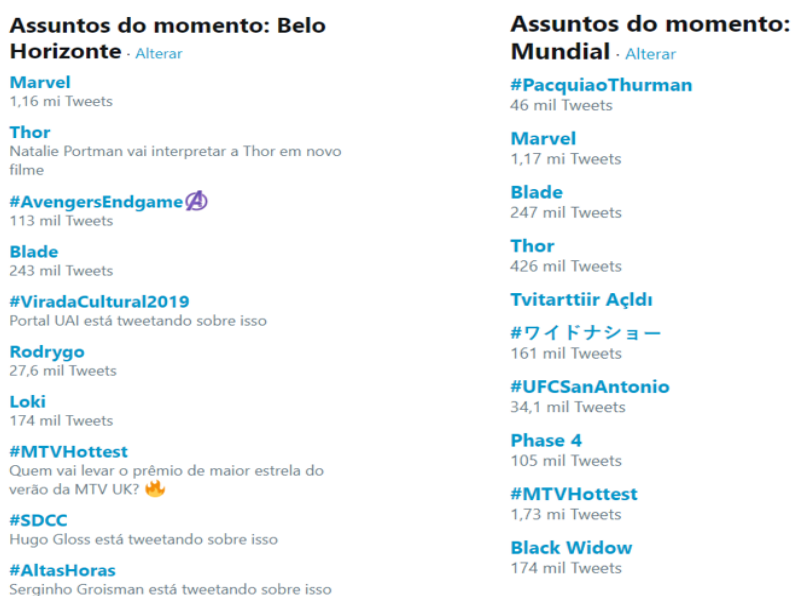 Assuntos do momento: Belo
Horizonte · Alterar
Marvel
1,16 mi Tweets
Thor
Natalie Portman vai interpretar a Thor em novo
filme
#AvengersEndgame
113 mil Tweets
Blade
243 mil Tweets
#ViradaCultural2019
Portal UAI está tweetando sobre isso
Rodrygo
27,6 mil Tweets
Loki
174 mil Tweets
#MTVHottest
Quem vai levar o prêmio de maior estrela do
verão da MTV UK? 🔥
#SDCC
Hugo Gloss está tweetando sobre isso
#AltasHoras
Serginho Groisman está tweetando sobre isso
Assuntos do momento:
Mundial · Alterar
#PacquiaoThurman
46 mil Tweets
Marvel
1,17 mi Tweets
Blade
247 mil Tweets
Thor
426 mil Tweets
Tvitarttiir Açldı
#ワイドナショー
161 mil Tweets
#UFCSanAntonio
34,1 mil Tweets
Phase 4
105 mil Tweets
#MTVHottest
1,73 mi Tweets
Black Widow
174 mil Tweets